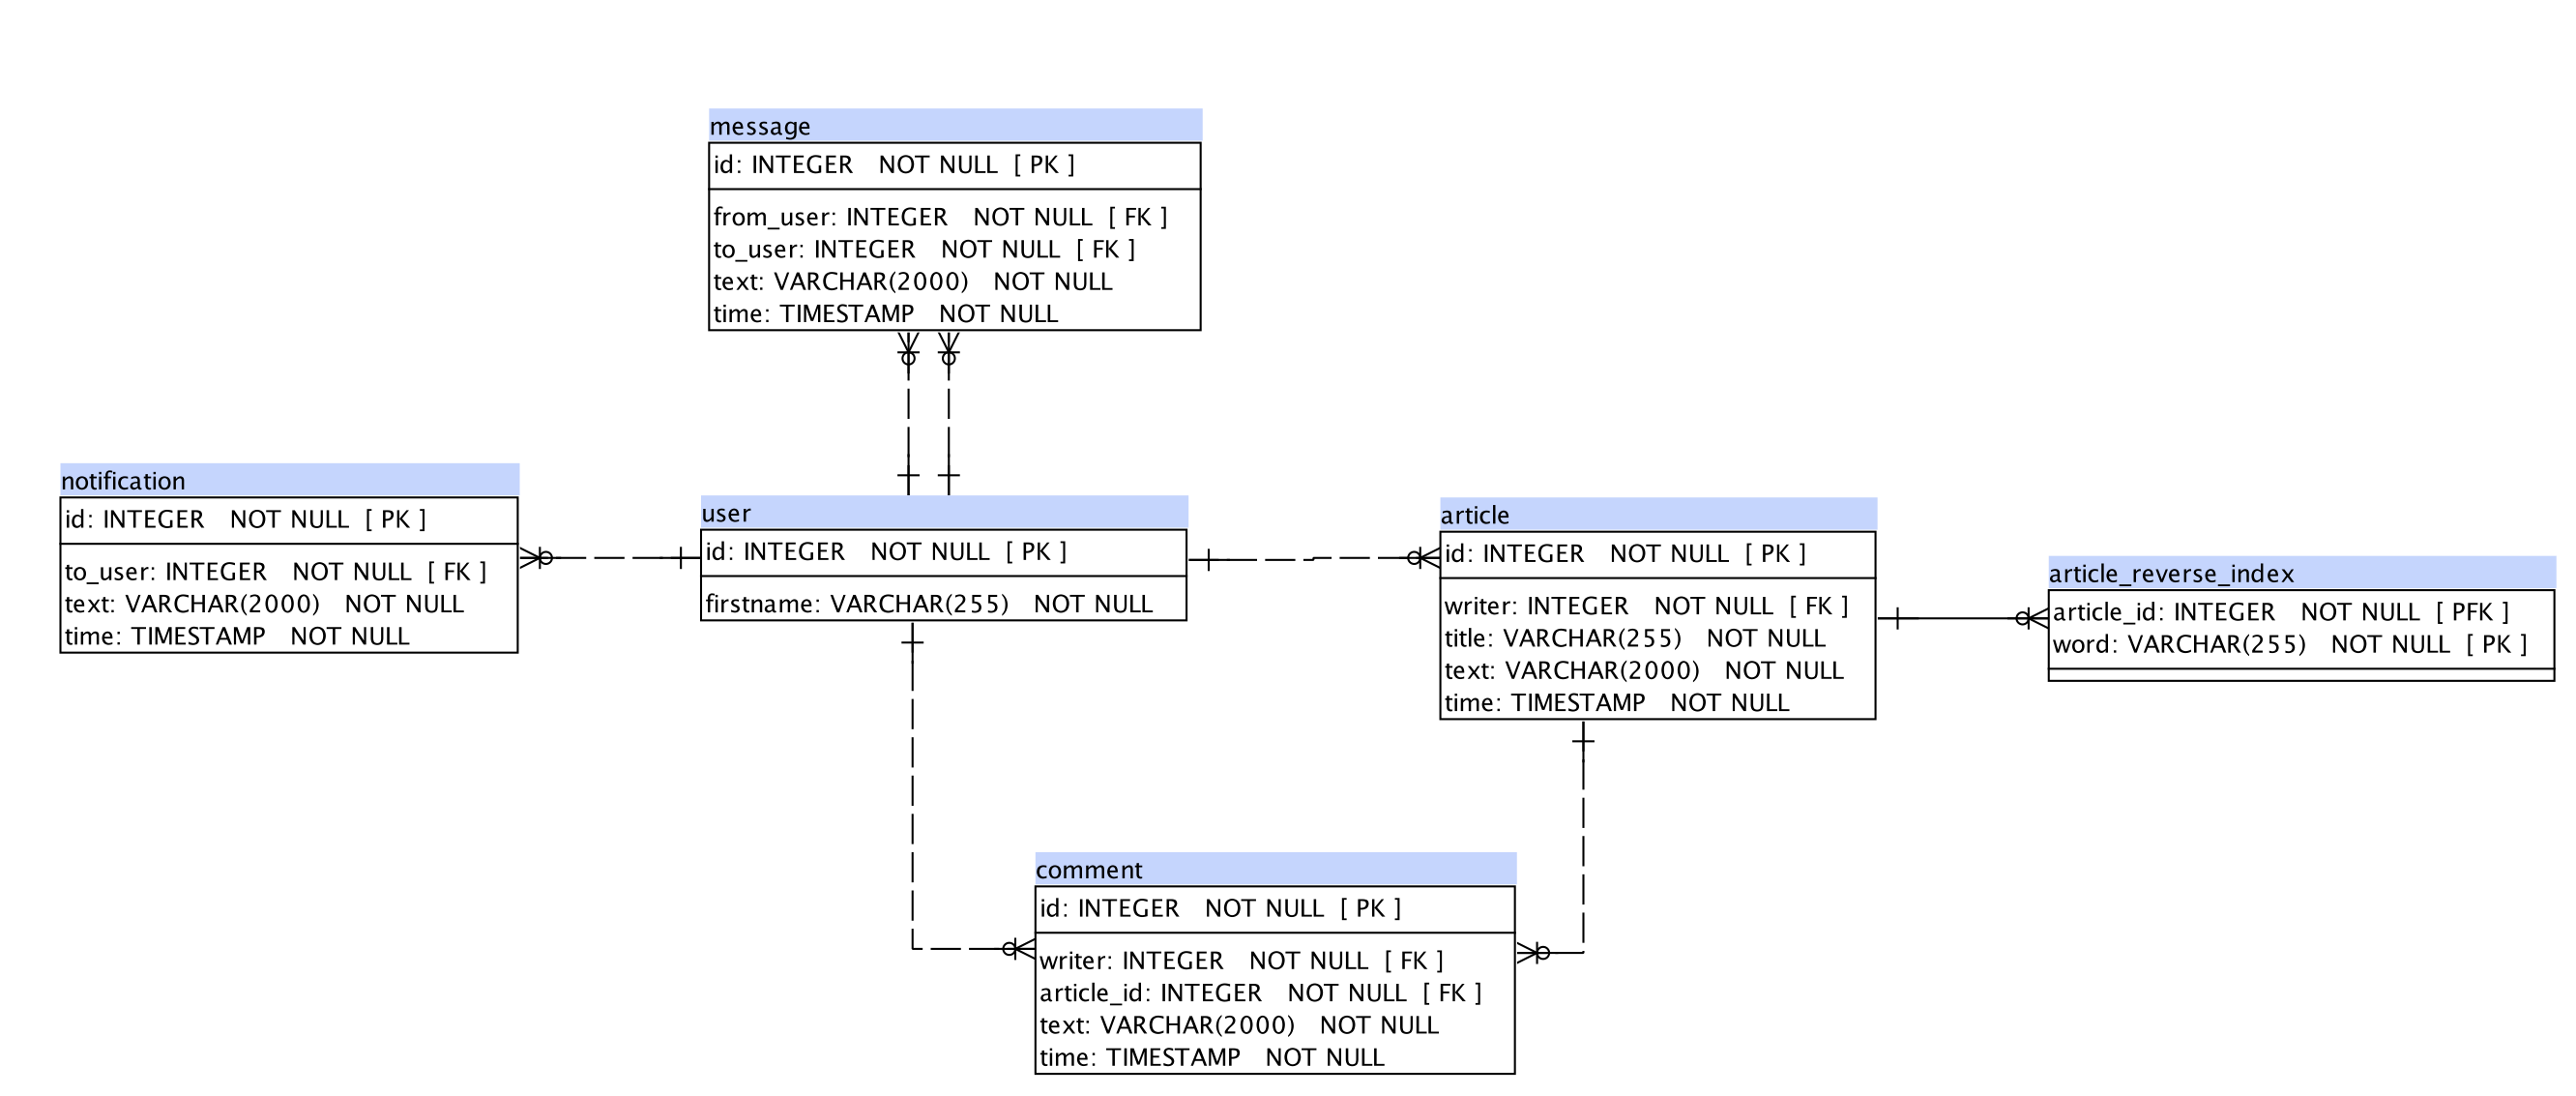 message
id: INTEGER NOT NULL [ PK ]
from_user: INTEGER NOT NULL [ FK ]
to_user: INTEGER NOT NULL [ FK ]
text: VARCHAR(2000) NOT NULL
time: TIMESTAMP NOT NULL
notification
id: INTEGER NOT NULL [ PK ]
to_user: INTEGER NOT NULL [ FK ]
text: VARCHAR(2000) NOT NULL
time: TIMESTAMP NOT NULL
user
id: INTEGER NOT NULL [ PK ]
firstname: VARCHAR(255) NOT NULL
article
id: INTEGER NOT NULL [ PK ]
writer: INTEGER NOT NULL [ FK ]
title: VARCHAR(255) NOT NULL
text: VARCHAR(2000) NOT NULL
time: TIMESTAMP NOT NULL
article_reverse_index
article_id: INTEGER NOT NULL [ PFK ]
word: VARCHAR(255) NOT NULL [ PK ]
comment
id: INTEGER NOT NULL [ PK ]
writer: INTEGER NOT NULL [ FK ]
article_id: INTEGER NOT NULL [ FK ]
text: VARCHAR(2000) NOT NULL
time: TIMESTAMP NOT NULL